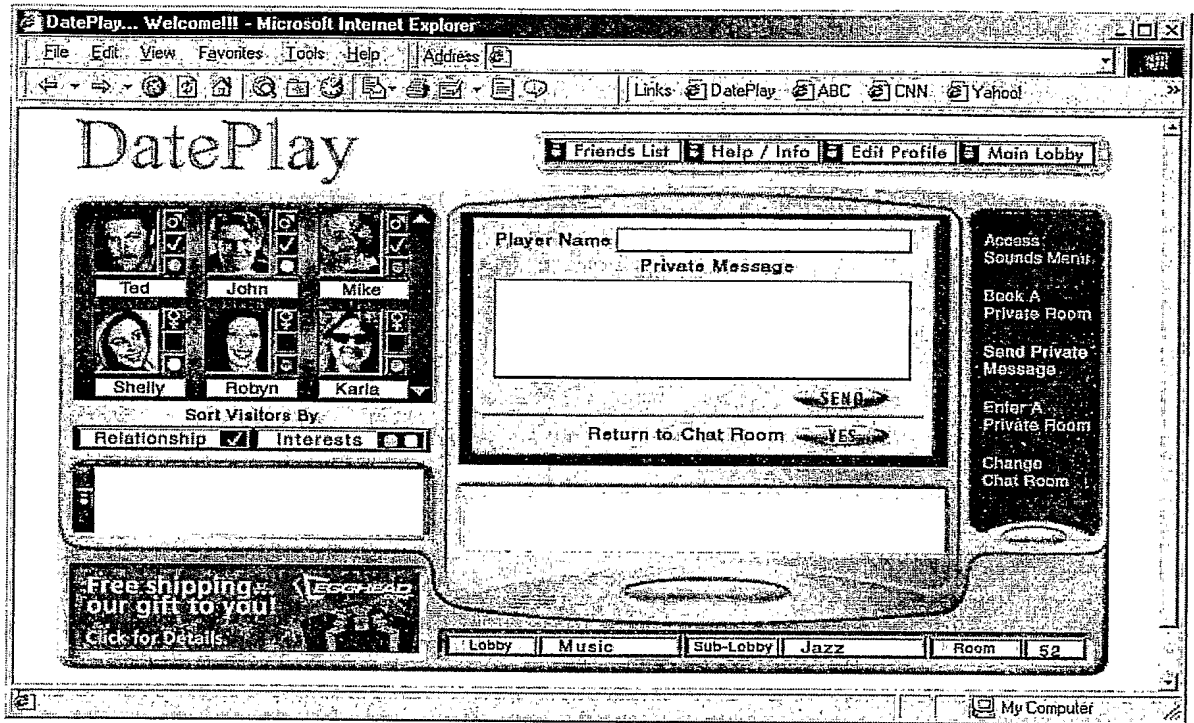 DatePlay... Welcome!!! - Microsoft Internet Explorer
File Edit View Favorites Tools Help Address
Links DatePlay ABC CNN Yahoo!
DatePlay
Friends List Help / Info Edit Profile Main Lobby
Ted John Mike
Shelly Robyn Karla
Sort Visitors By
Relationship Interests
Player Name
Private Message
SEND
Return to Chat Room YES
Access
Sounds Menu
Book A
Private Room
Send Private
Message
Enter A
Private Room
Change
Chat Room
Free shipping...
our gift to you!
Click for Details
EGGHEAD
Lobby Music Sub-Lobby Jazz Room 52
My Computer